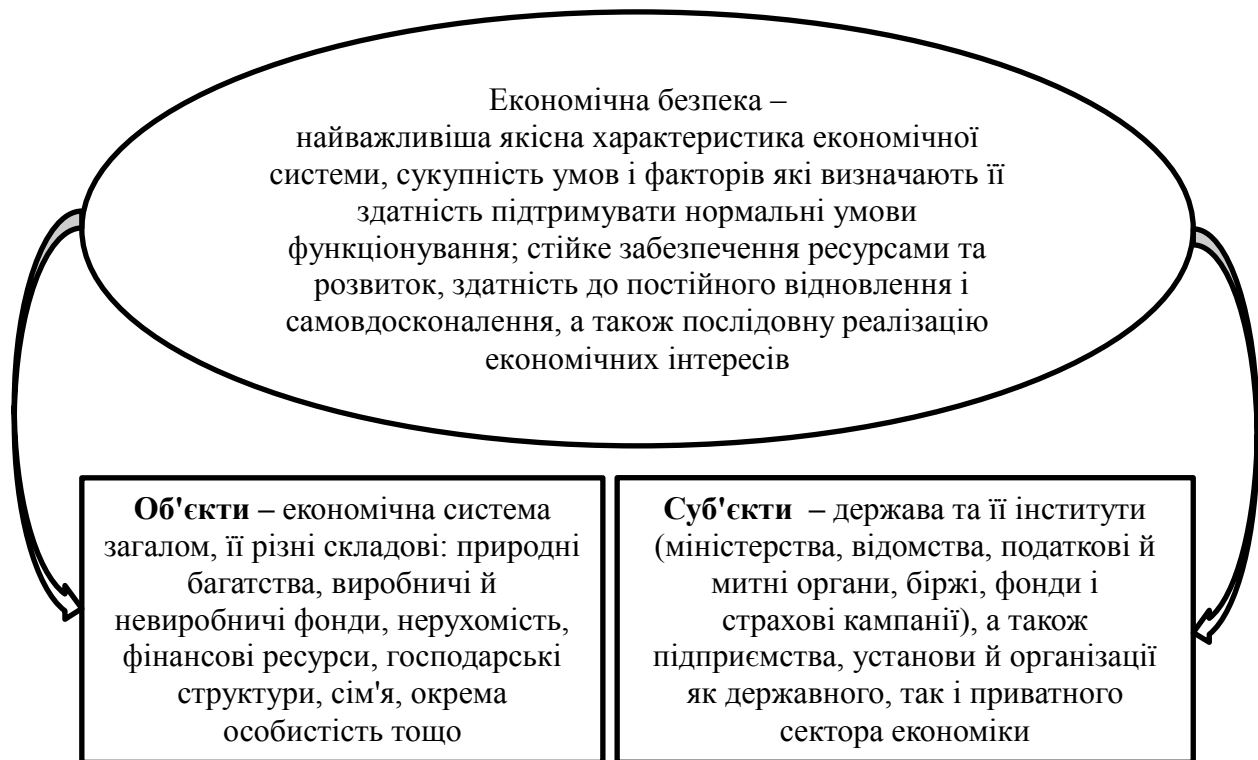 Економічна безпека –
найважливіша якісна характеристика економічної
системи, сукупність умов і факторів які визначають її
здатність підтримувати нормальні умови
функціонування; стійке забезпечення ресурсами та
розвиток, здатність до постійного відновлення і
самовдосконалення, а також послідовну реалізацію
економічних інтересів
Об'єкти – економічна система
загалом, її різні складові: природні
багатства, виробничі й
невиробничі фонди, нерухомість,
фінансові ресурси, господарські
структури, сім'я, окрема
особистість тощо
Суб'єкти – держава та її інститути
(міністерства, відомства, податкові й
митні органи, біржі, фонди і
страхові кампанії), а також
підприємства, установи й організації
як державного, так і приватного
сектора економіки